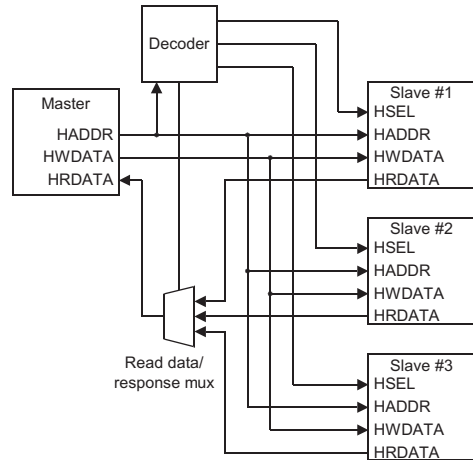 Decoder
Master
HADDR
HWDATA
HRDATA
Slave #1
HSEL
HADDR
HWDATA
HRDATA
Slave #2
HSEL
HADDR
HWDATA
HRDATA
Read data/
response mux
Slave #3
HSEL
HADDR
HWDATA
HRDATA